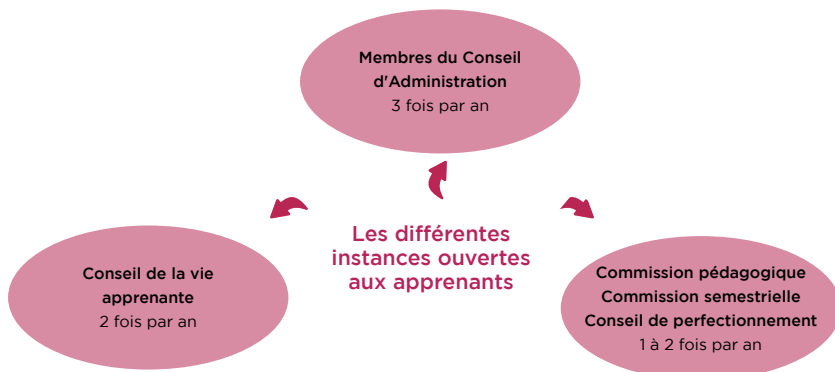 Membres du Conseil
d'Administration
3 fois par an
Les différentes
instances ouvertes
aux apprenants
Conseil de la vie
apprenante
2 fois par an
Commission pédagogique
Commission semestrielle
Conseil de perfectionnement
1 à 2 fois par an